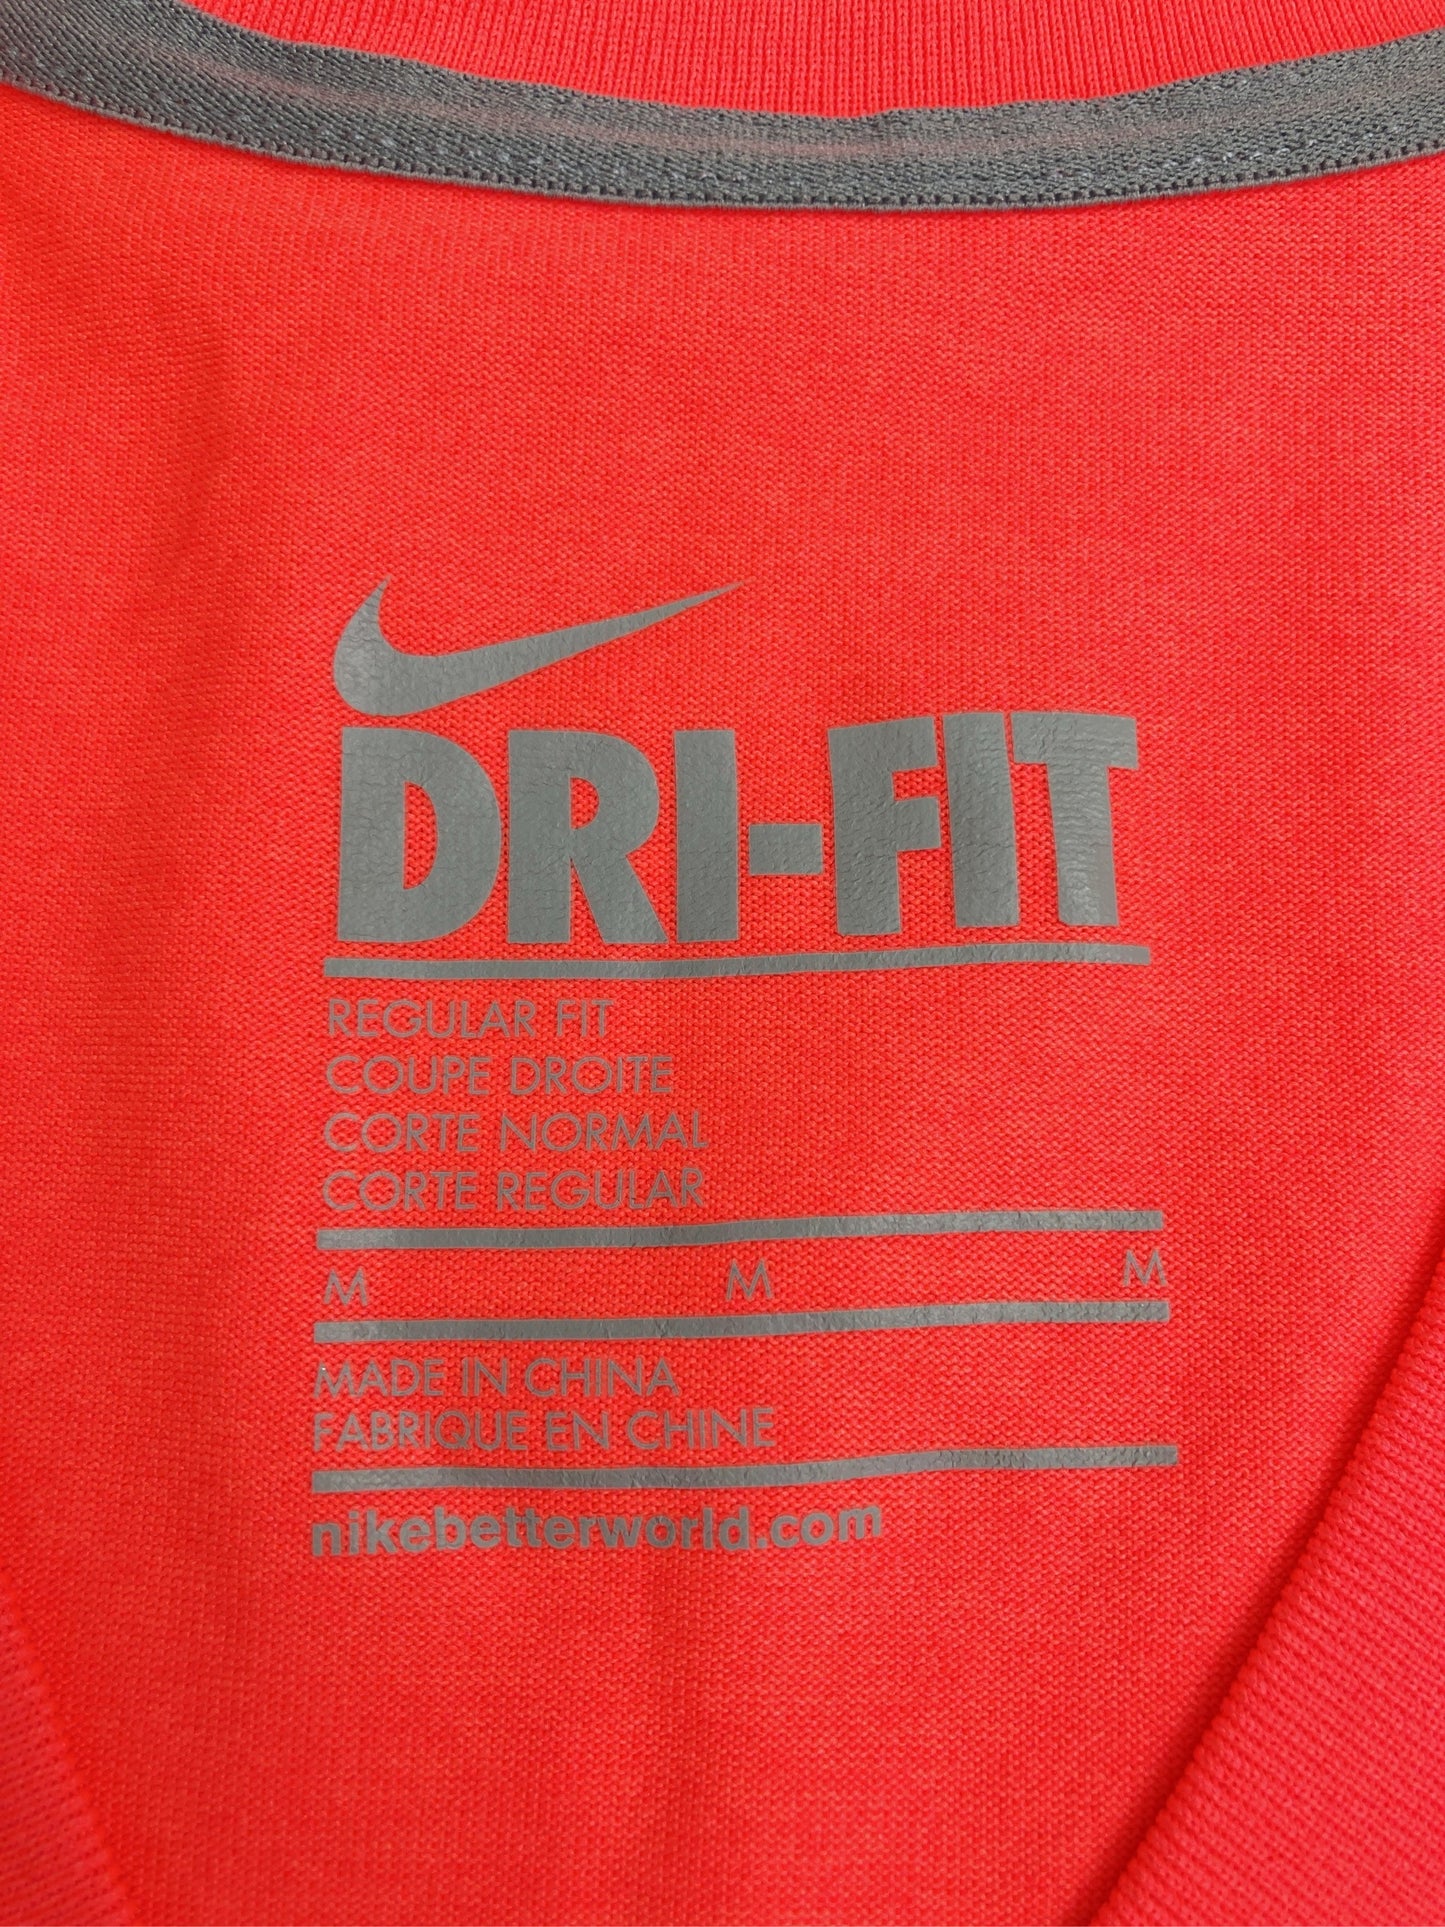 DRI-FIT
REGULAR FIT
COUPE DROITE
CORTE NORMAL
CORTE REGULAR
M M M
MADE IN CHINA
FABRIQUE EN CHINE
nikebetterworld.com